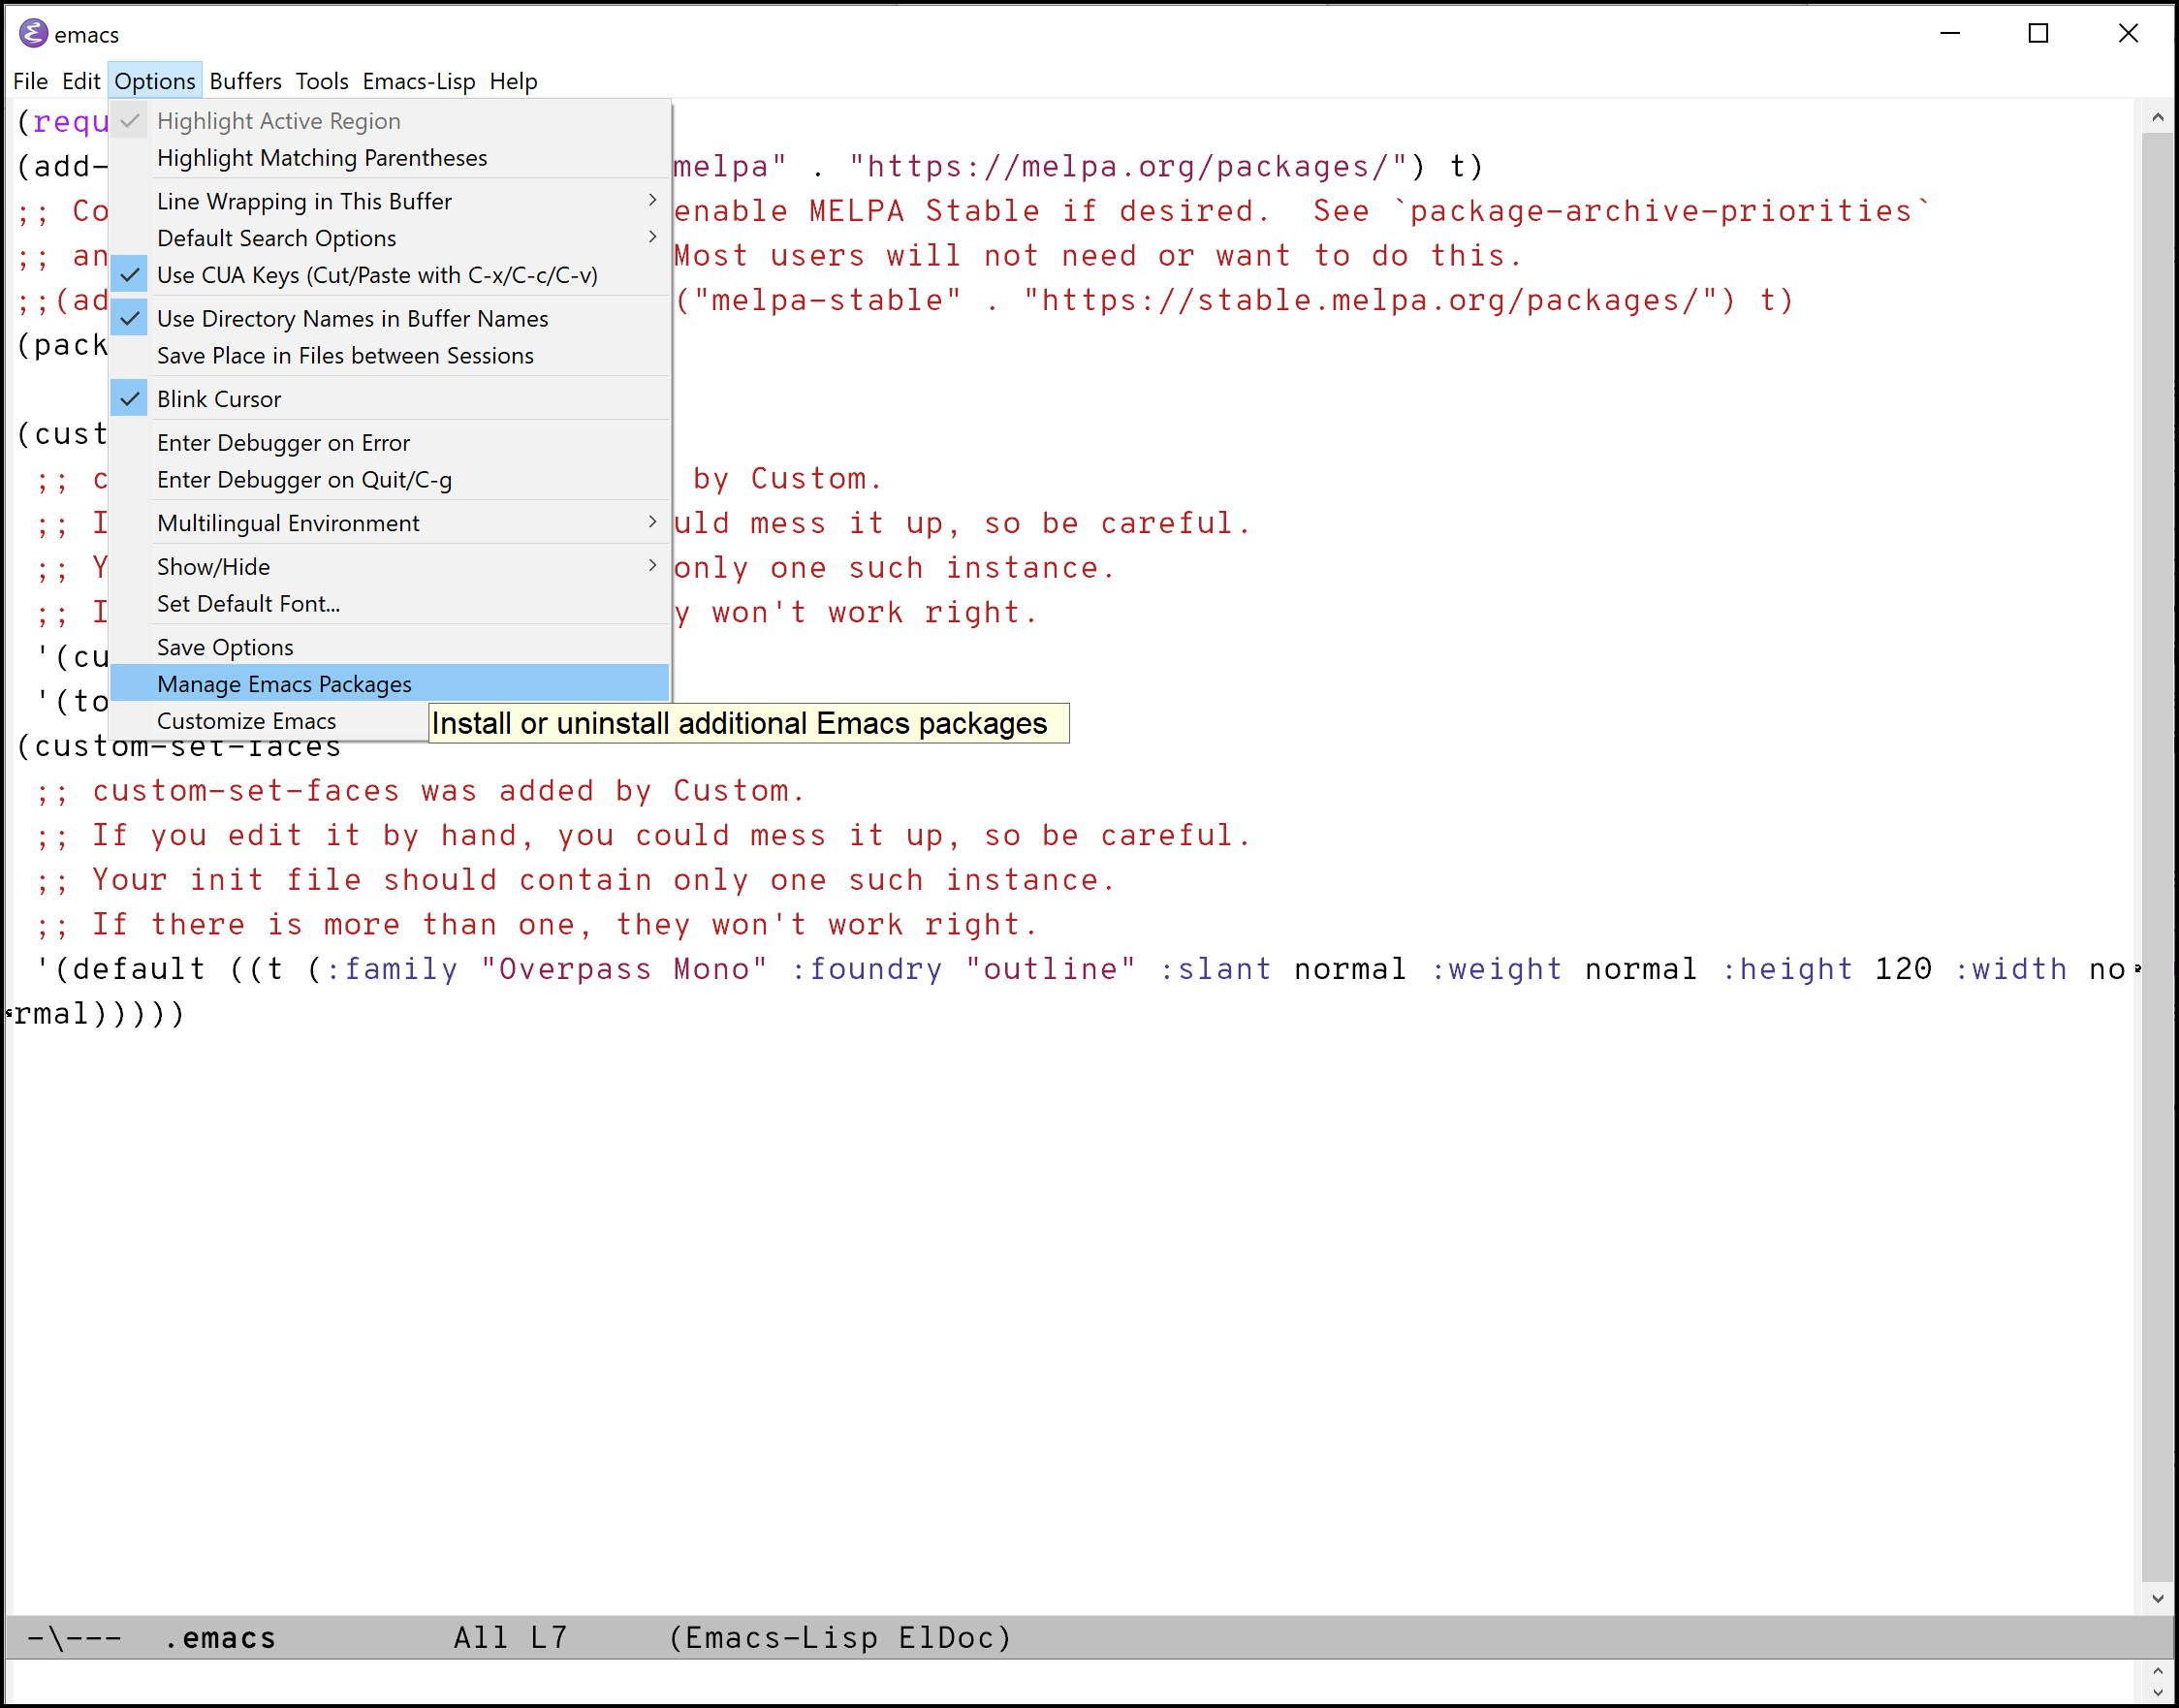 emacs
File Edit Options Buffers Tools Emacs-Lisp Help
Highlight Active Region
Highlight Matching Parentheses
Line Wrapping in This Buffer
Default Search Options
Use CUA Keys (Cut/Paste with C-x/C-c/C-v)
Use Directory Names in Buffer Names
Save Place in Files between Sessions
Blink Cursor
Enter Debugger on Error
Enter Debugger on Quit/C-g
Multilingual Environment
Show/Hide
Set Default Font...
Save Options
Manage Emacs Packages
Customize Emacs
Install or uninstall additional Emacs packages
(requ
(add- melpa" . "https://melpa.org/packages/") t)
;; Co enable MELPA Stable if desired.  See `package-archive-priorities`
;; an Most users will not need or want to do this.
;;(ad ("melpa-stable" . "https://stable.melpa.org/packages/") t)
(pack
(cust
;; c by Custom.
;; I uld mess it up, so be careful.
;; Y only one such instance.
;; I y won't work right.
'(cu
'(to
(custom-set-faces
;; custom-set-faces was added by Custom.
;; If you edit it by hand, you could mess it up, so be careful.
;; Your init file should contain only one such instance.
;; If there is more than one, they won't work right.
'(default ((t (:family "Overpass Mono" :foundry "outline" :slant normal :weight normal :height 120 :width no
rmal)))))
-\--- .emacs All L7 (Emacs-Lisp ElDoc)